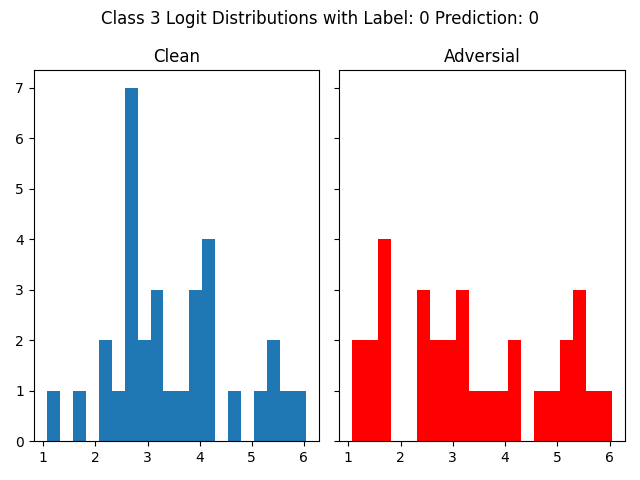 Class 3 Logit Distributions with Label: 0 Prediction: 0
Clean
Adversial
7
6
5
4
3
2
1
0
1 2 3 4 5 6
1 2 3 4 5 6